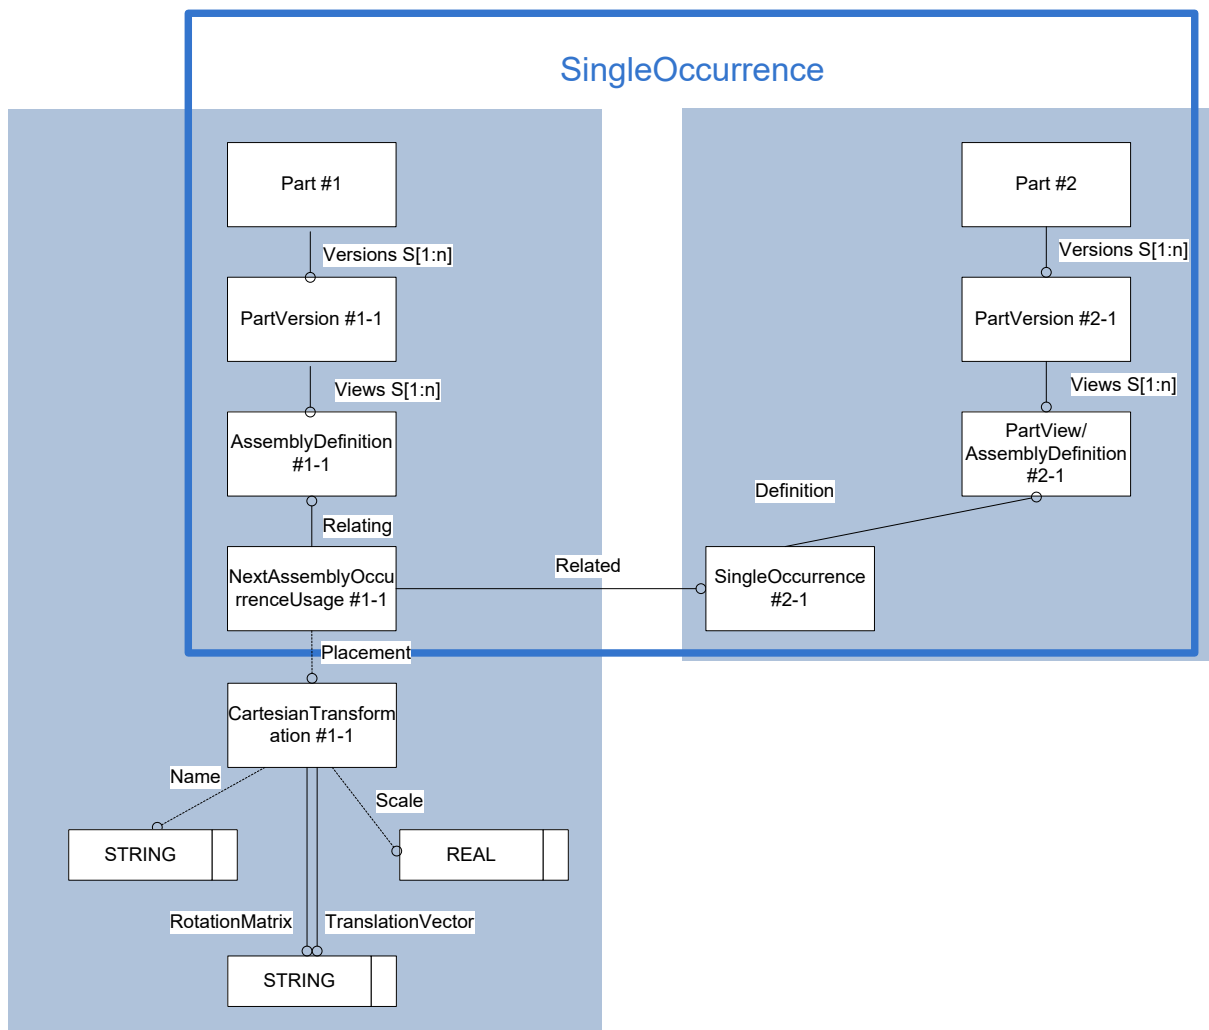 SingleOccurrence
Part #1
Part #2
Versions S[1:n]
Versions S[1:n]
PartVersion #1-1
PartVersion #2-1
Views S[1:n]
Views S[1:n]
AssemblyDefinition
#1-1
PartView/
AssemblyDefinition
#2-1
Definition
Relating
Related
NextAssemblyOccu
rrenceUsage #1-1
SingleOccurrence
#2-1
Placement
CartesianTransform
ation #1-1
Name
Scale
STRING
REAL
RotationMatrix
TranslationVector
STRING